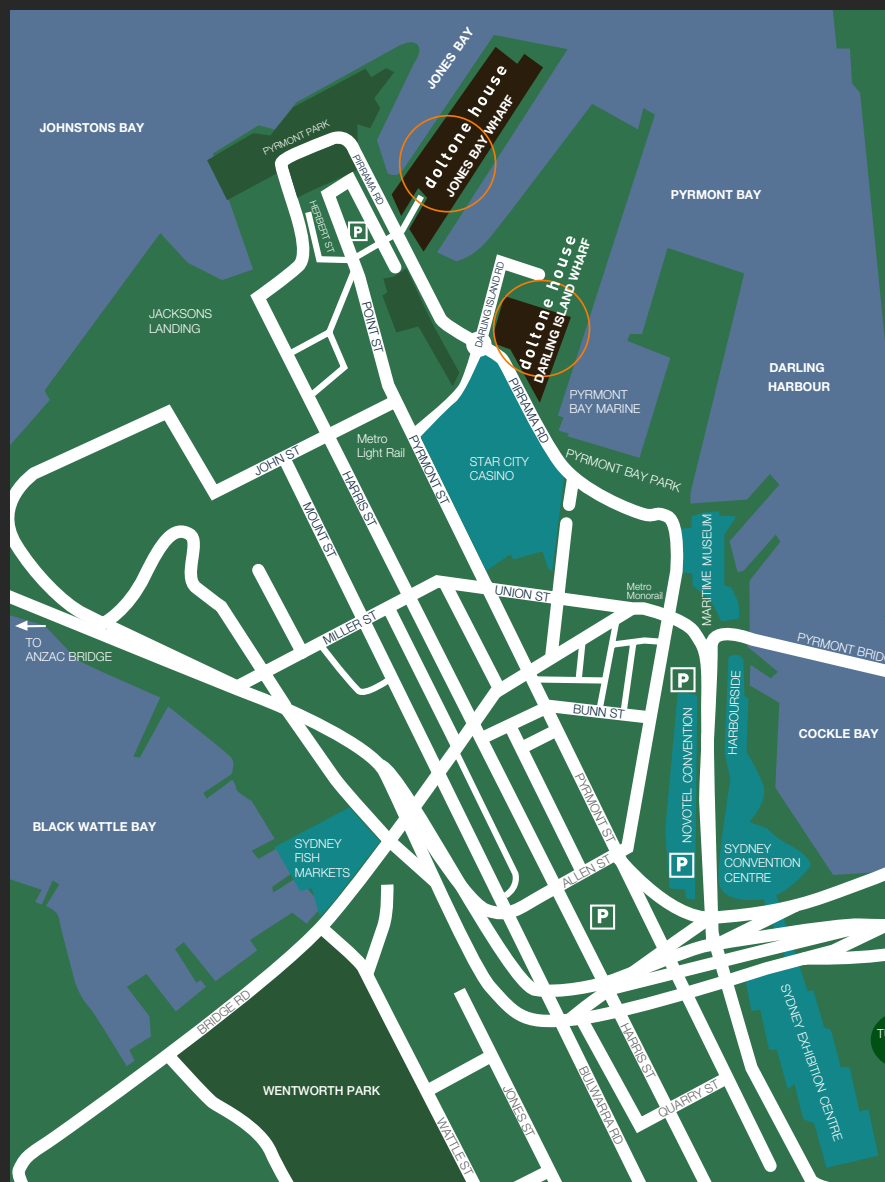 JONES BAY
JOHNSTONS BAY
PYRMONT PARK
doltone house
JONES BAY WHARF
PIRRAMA RD
HERBERT ST
P
PYRMONT BAY
JACKSONS
LANDING
POINT ST
DARLING ISLAND RD
doltone house
DARLING ISLAND WHARF
DARLING
HARBOUR
PYRMONT
BAY MARINE
PIRRAMA RD
Metro
Light Rail
JOHN ST
PYRMONT ST
STAR CITY
CASINO
PYRMONT BAY PARK
HARRIS ST
MOUNT ST
MARITIME MUSEUM
UNION ST
Metro
Monorail
MILLER ST
TO
ANZAC BRIDGE
PYRMONT BRID
P
HARBOURSIDE
BUNN ST
NOVOTEL CONVENTION
COCKLE BAY
PYRMONT ST
BLACK WATTLE BAY
SYDNEY
FISH
MARKETS
SYDNEY
CONVENTION
CENTRE
P
ALLEN ST
P
BRIDGE RD
SYDNEY EXHIBITION CENTRE
HARRIS ST
WENTWORTH PARK
JONES ST
BULWARRA RD
QUARRY ST
WATTLE ST